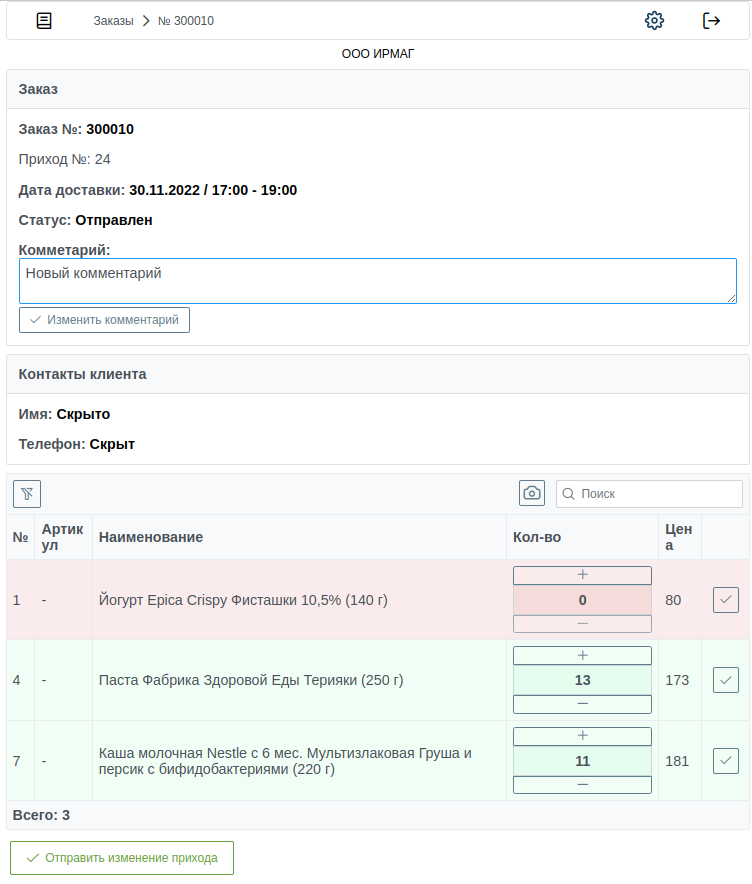 Заказы № 300010
ООО ИРМАГ
Заказ
Заказ №: 300010
Приход №: 24
Дата доставки: 30.11.2022 / 17:00 - 19:00
Статус: Отправлен
Комметарий:
Новый комментарий
Изменить комментарий
Контакты клиента
Имя: Скрыто
Телефон: Скрыт
Поиск
№ Артикул Наименование Кол-во Цена
1 - Йогурт Epica Crispy Фисташки 10,5% (140 г) 0 80
4 - Паста Фабрика Здоровой Еды Терияки (250 г) 13 173
7 - Каша молочная Nestle с 6 мес. Мультизлаковая Груша и
персик с бифидобактериями (220 г) 11 181
Всего: 3
Отправить изменение прихода